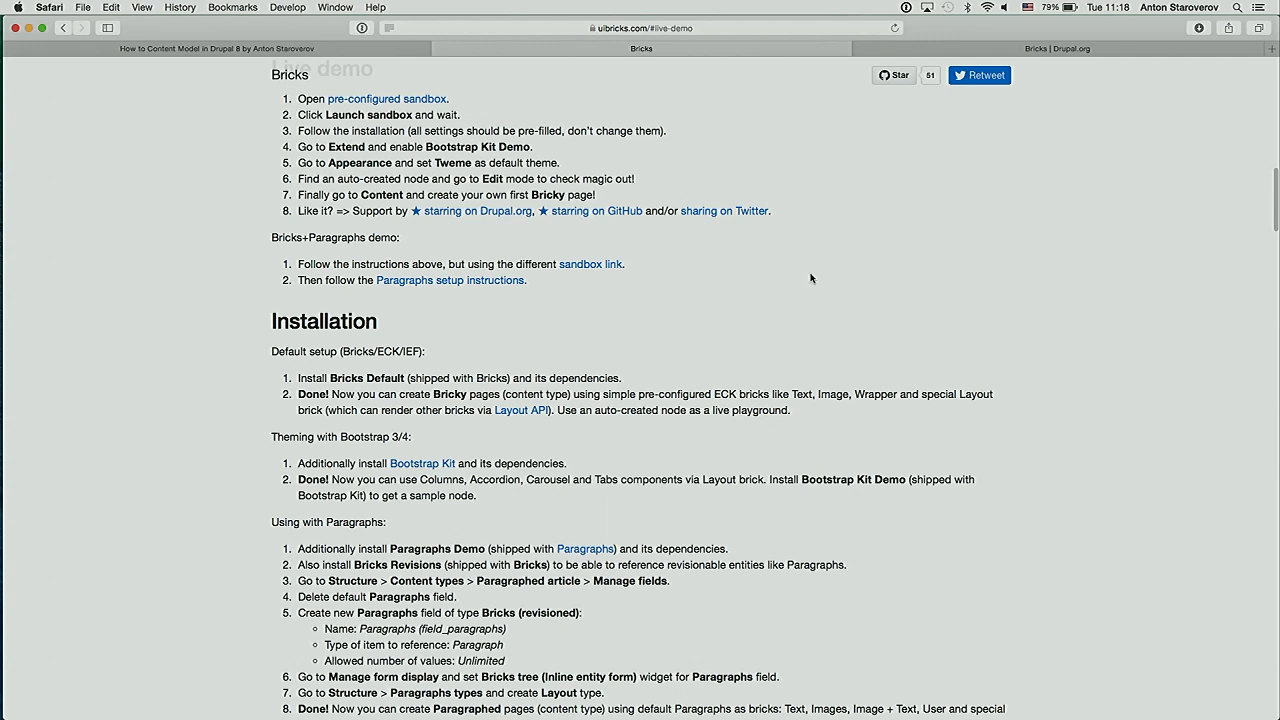 Safari File Edit View History Bookmarks Develop Window Help 79% Tue 11:18 Anton Staroverov
uibricks.com/#live-demo
How to Content Model in Drupal 8 by Anton Staroverov Bricks Bricks | Drupal.org
Live demo
Bricks Star 51 Retweet
1. Open pre-configured sandbox.
2. Click Launch sandbox and wait.
3. Follow the installation (all settings should be pre-filled, don't change them).
4. Go to Extend and enable Bootstrap Kit Demo.
5. Go to Appearance and set Tweme as default theme.
6. Find an auto-created node and go to Edit mode to check magic out!
7. Finally go to Content and create your own first Bricky page!
8. Like it? => Support by ★ starring on Drupal.org, ★ starring on GitHub and/or sharing on Twitter.
Bricks+Paragraphs demo:
1. Follow the instructions above, but using the different sandbox link.
2. Then follow the Paragraphs setup instructions.
Installation
Default setup (Bricks/ECK/IEF):
1. Install Bricks Default (shipped with Bricks) and its dependencies.
2. Done! Now you can create Bricky pages (content type) using simple pre-configured ECK bricks like Text, Image, Wrapper and special Layout
brick (which can render other bricks via Layout API). Use an auto-created node as a live playground.
Theming with Bootstrap 3/4:
1. Additionally install Bootstrap Kit and its dependencies.
2. Done! Now you can use Columns, Accordion, Carousel and Tabs components via Layout brick. Install Bootstrap Kit Demo (shipped with
Bootstrap Kit) to get a sample node.
Using with Paragraphs:
1. Additionally install Paragraphs Demo (shipped with Paragraphs) and its dependencies.
2. Also install Bricks Revisions (shipped with Bricks) to be able to reference revisionable entities like Paragraphs.
3. Go to Structure > Content types > Paragraphed article > Manage fields.
4. Delete default Paragraphs field.
5. Create new Paragraphs field of type Bricks (revisioned):
◦ Name: Paragraphs (field_paragraphs)
◦ Type of item to reference: Paragraph
◦ Allowed number of values: Unlimited
6. Go to Manage form display and set Bricks tree (Inline entity form) widget for Paragraphs field.
7. Go to Structure > Paragraphs types and create Layout type.
8. Done! Now you can create Paragraphed pages (content type) using default Paragraphs as bricks: Text, Images, Image + Text, User and special